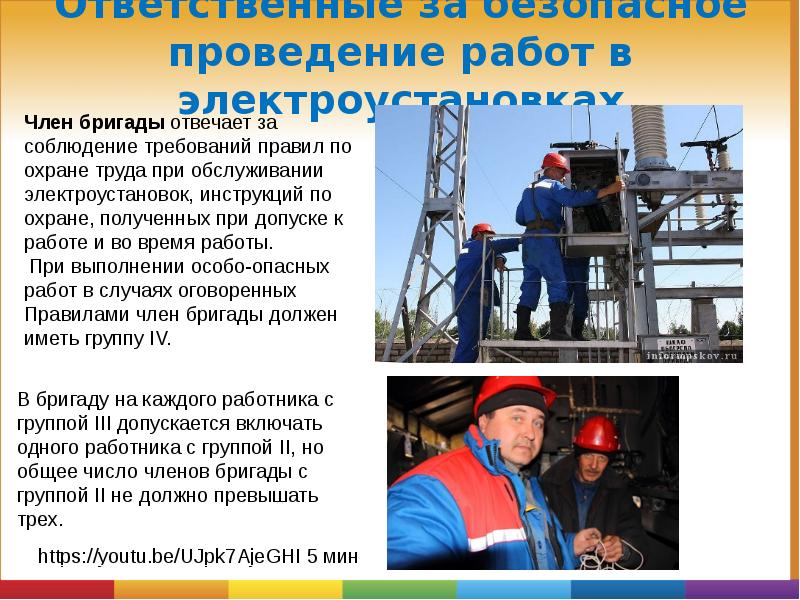 Ответственные за безопасное
проведение работ в
электроустановках
Член бригады отвечает за
соблюдение требований правил по
охране труда при обслуживании
электроустановок, инструкций по
охране, полученных при допуске к
работе и во время работы.
При выполнении особо-опасных
работ в случаях оговоренных
Правилами член бригады должен
иметь группу IV.
informpskov.ru
В бригаду на каждого работника с
группой III допускается включать
одного работника с группой II, но
общее число членов бригады с
группой II не должно превышать
трех.
https://youtu.be/UJpk7AjeGHI 5 мин